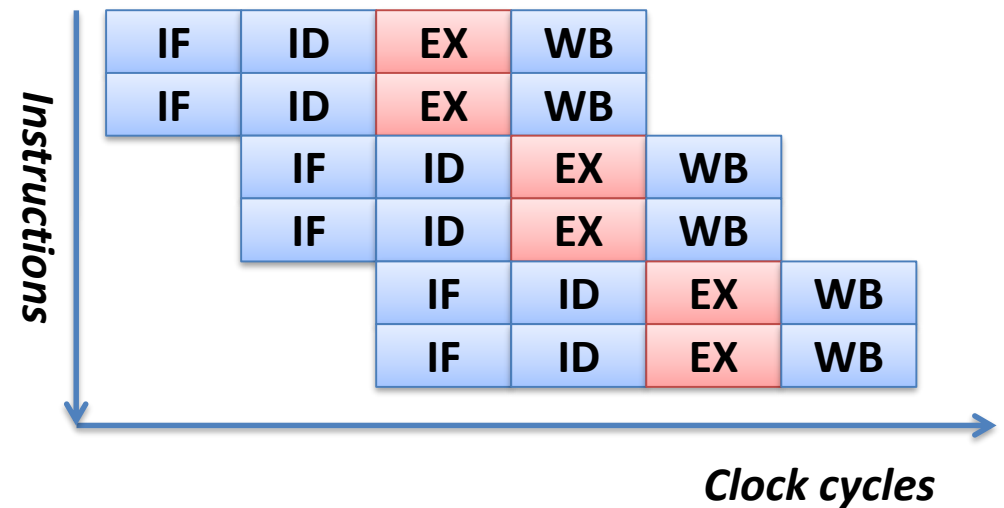 IF ID EX WB
IF ID EX WB
IF ID EX WB
IF ID EX WB
IF ID EX WB
IF ID EX WB
Instructions
Clock cycles